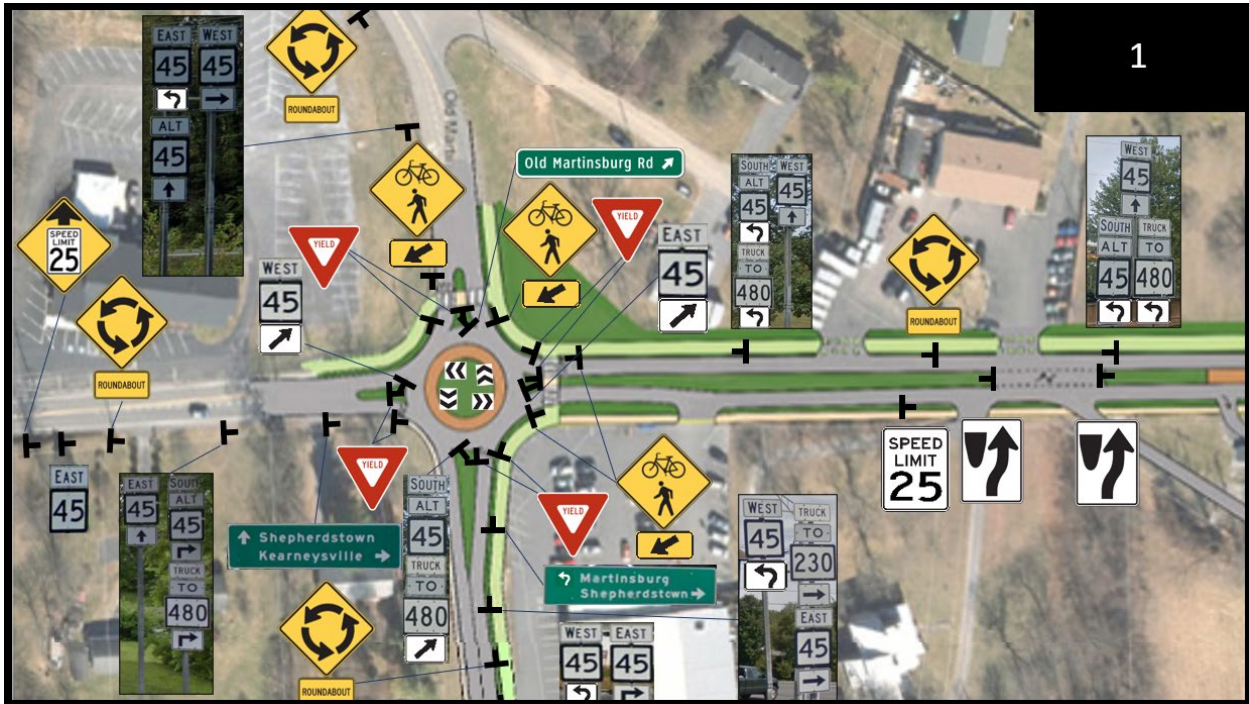 1
EAST
45
ALT
45
WEST
45
ROUNDABOUT
Old Martinsburg Rd
SOUTH
ALT
45
TRUCK
TO
480
WEST
45
WEST
45
SOUTH
ALT
45
TRUCK
TO
480
SPEED
LIMIT
25
YIELD
YIELD
WEST
45
EAST
45
ROUNDABOUT
ROUNDABOUT
SPEED
LIMIT
25
YIELD
EAST
45
EAST
45
SOUTH
ALT
45
TRUCK
TO
480
Shepherdstown
Kearneysville
SOUTH
ALT
45
TRUCK
TO
480
YIELD
Martinsburg
Shepherdstown
WEST
45
TRUCK
TO
230
EAST
45
ROUNDABOUT
WEST
45
EAST
45